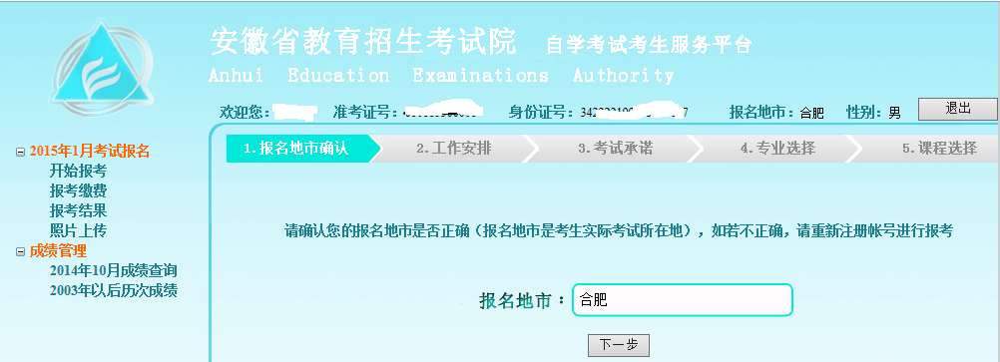 安徽省教育招生考试院 自学考试考生服务平台
Anhui Education Examinations Authority
欢迎您： 准考证号： 身份证号： 报名地市：合肥 性别：男 退出
2015年1月考试报名
开始报考
报考缴费
报考结果
照片上传
成绩管理
2014年10月成绩查询
2003年以后历次成绩
1.报名地市确认 2.工作安排 3.考试承诺 4.专业选择 5.课程选择
请确认您的报名地市是否正确（报名地市是考生实际考试所在地），如若不正确，请重新注册帐号进行报考
报名地市：合肥
下一步